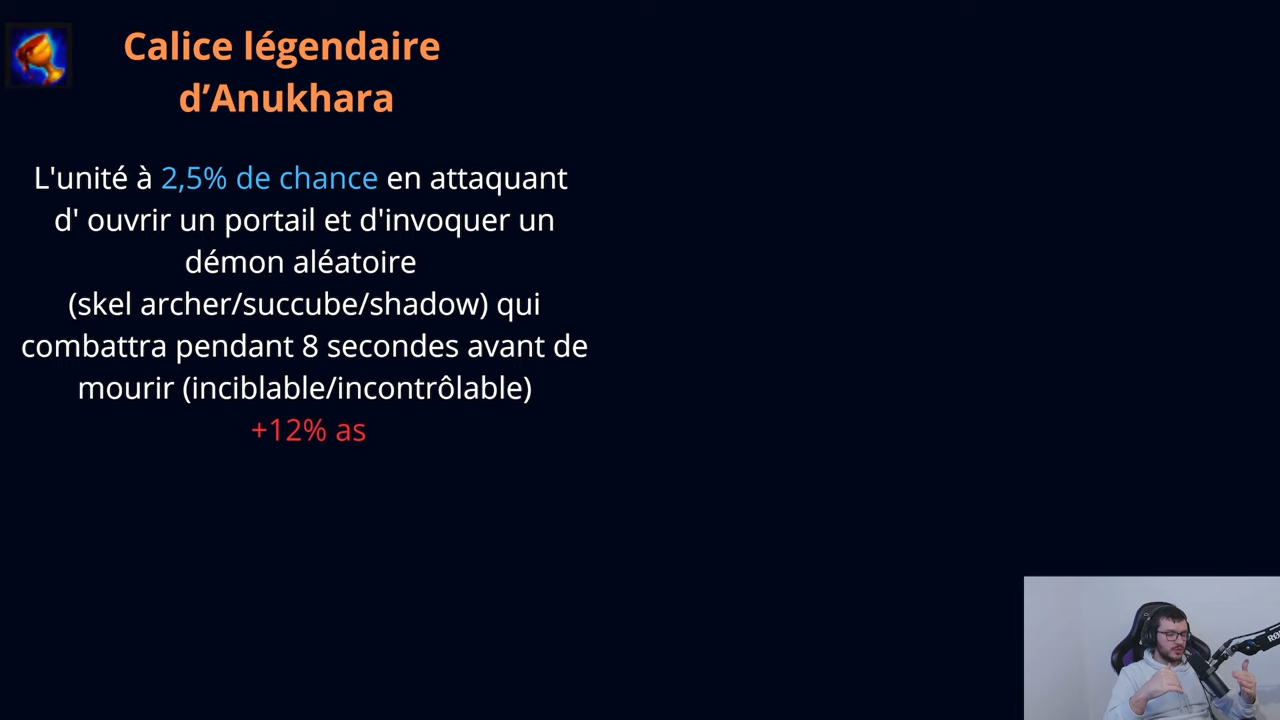 Calice légendaire
d’Anukhara
L'unité à 2,5% de chance en attaquant
d' ouvrir un portail et d'invoquer un
démon aléatoire
(skel archer/succube/shadow) qui
combattra pendant 8 secondes avant de
mourir (inciblable/incontrôlable)
+12% as